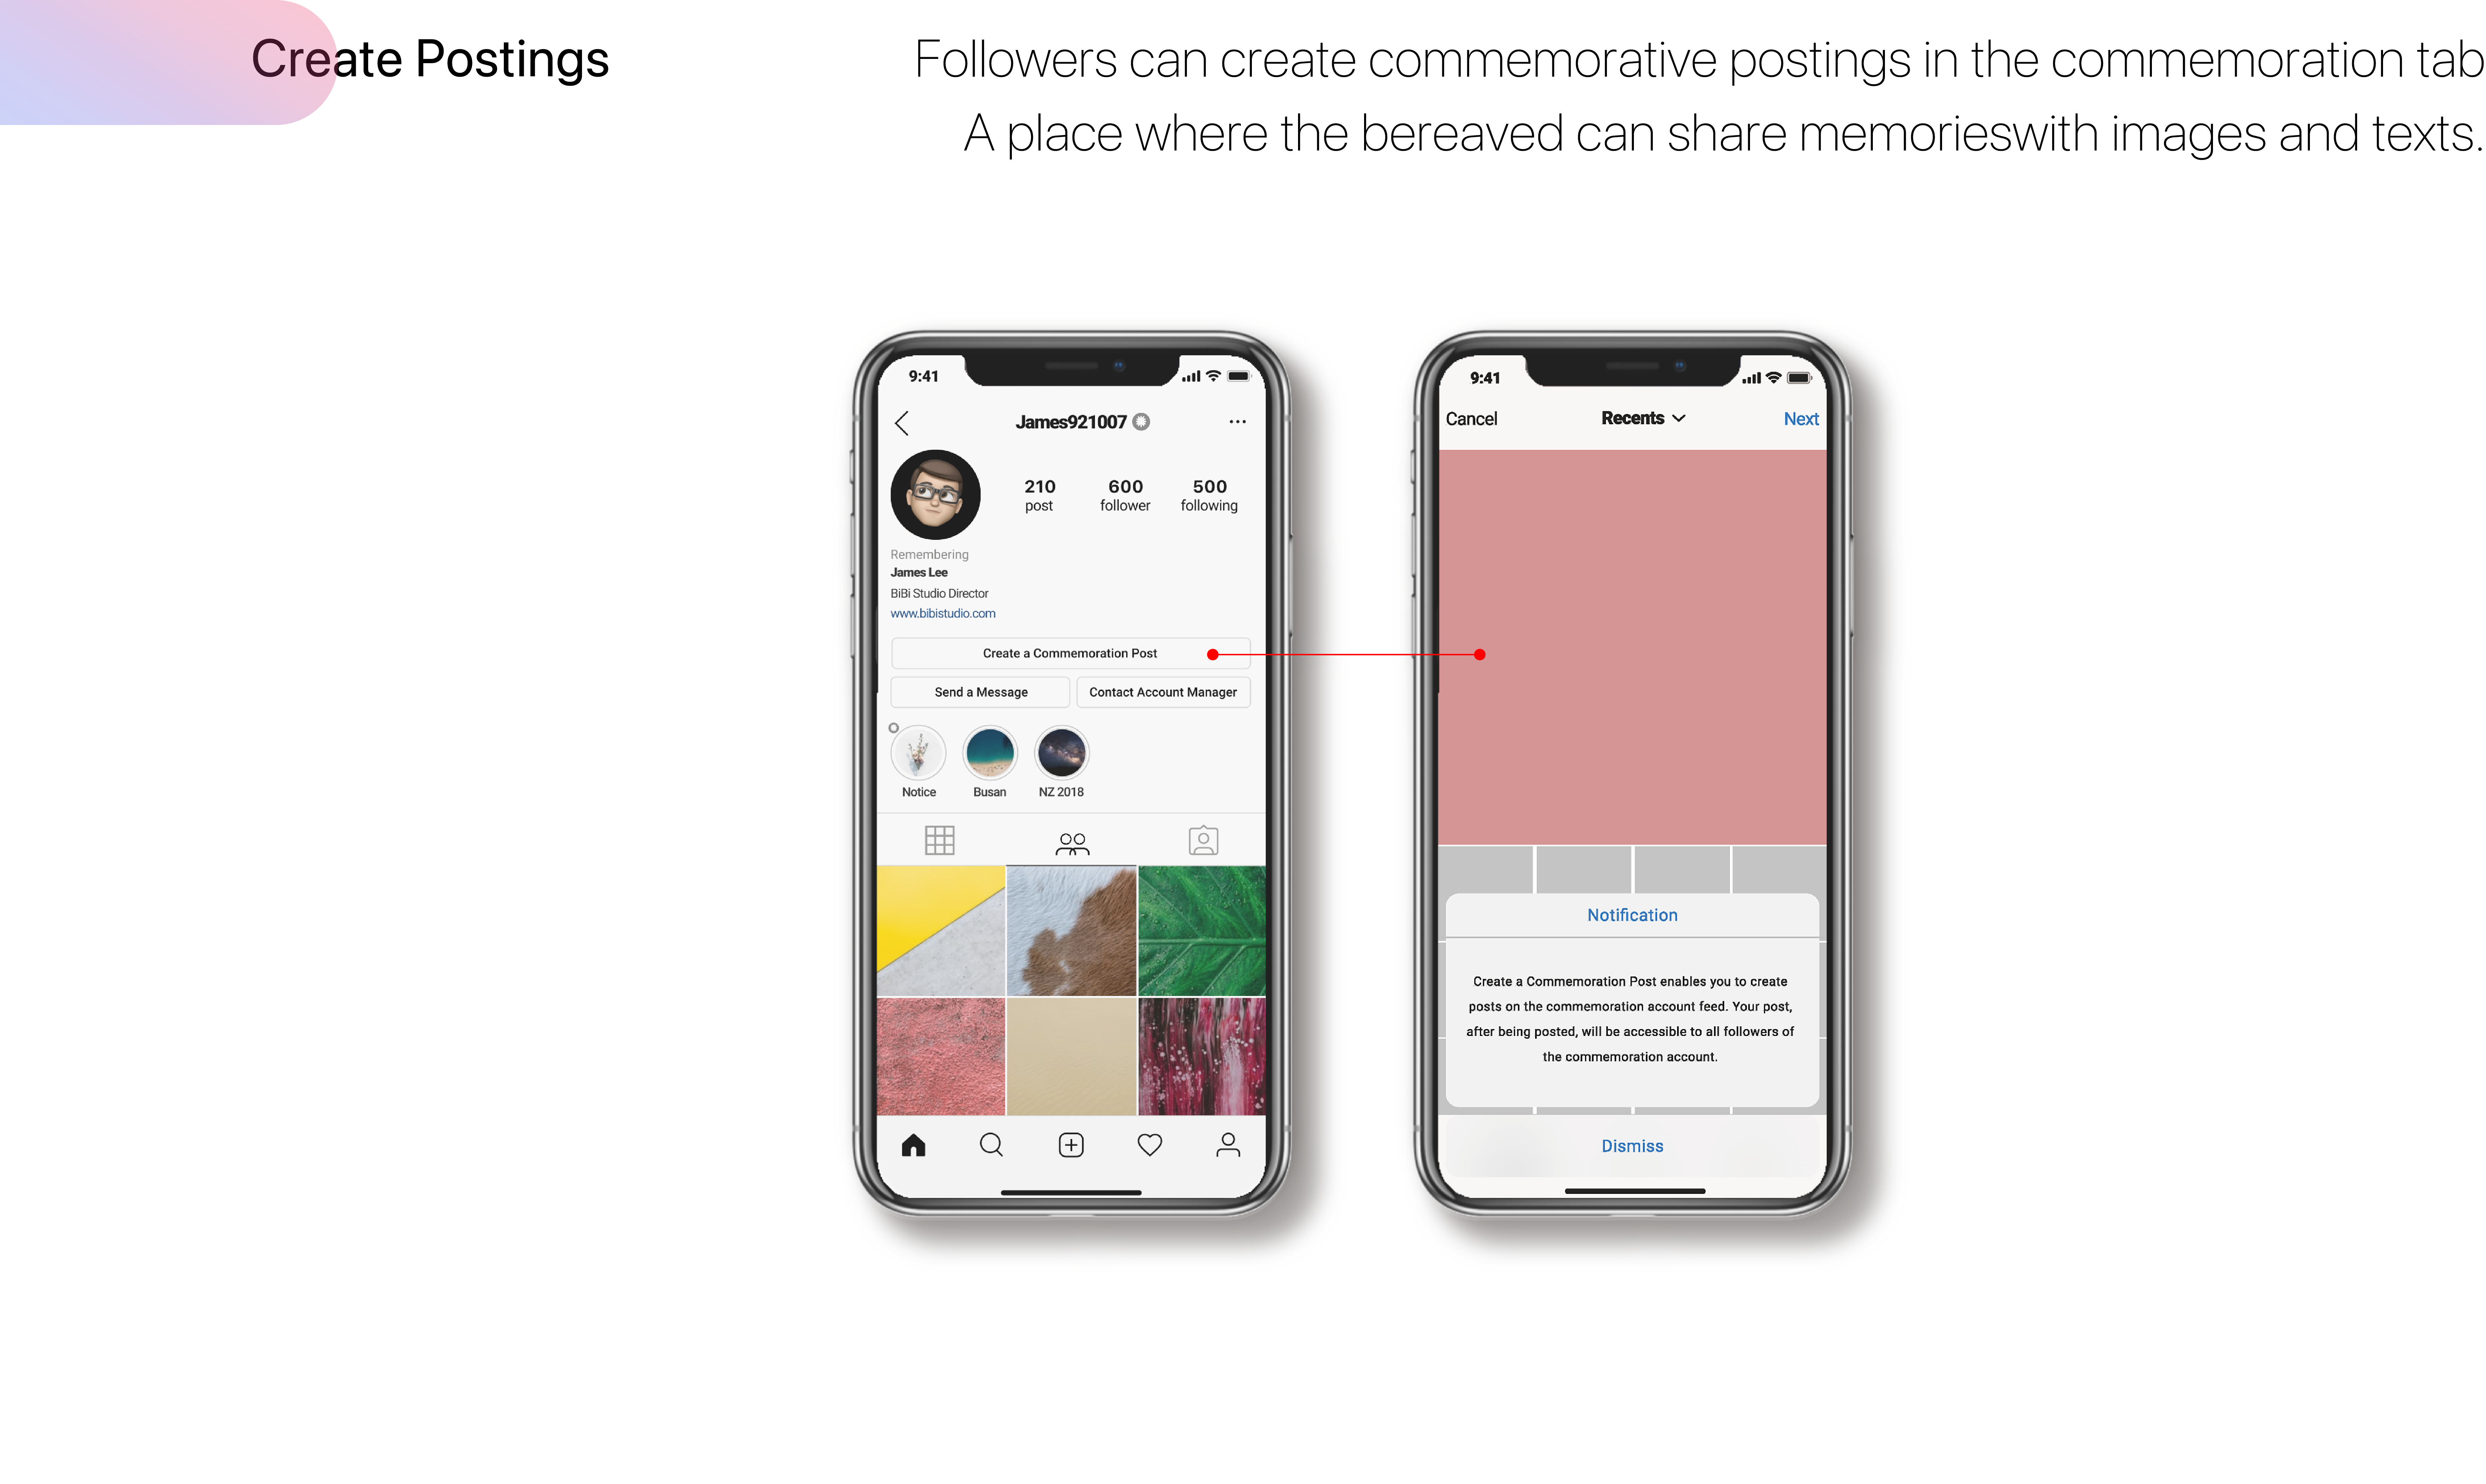 Create Postings
Followers can create commemorative postings in the commemoration tab
A place where the bereaved can share memorieswith images and texts.
9:41
James921007
210
post
600
follower
500
following
Remembering
James Lee
BiBi Studio Director
www.bibistudio.com
Create a Commemoration Post
Send a Message
Contact Account Manager
Notice
Busan
NZ 2018
9:41
Cancel
Recents
Next
Notification
Create a Commemoration Post enables you to create
posts on the commemoration account feed. Your post,
after being posted, will be accessible to all followers of
the commemoration account.
Dismiss